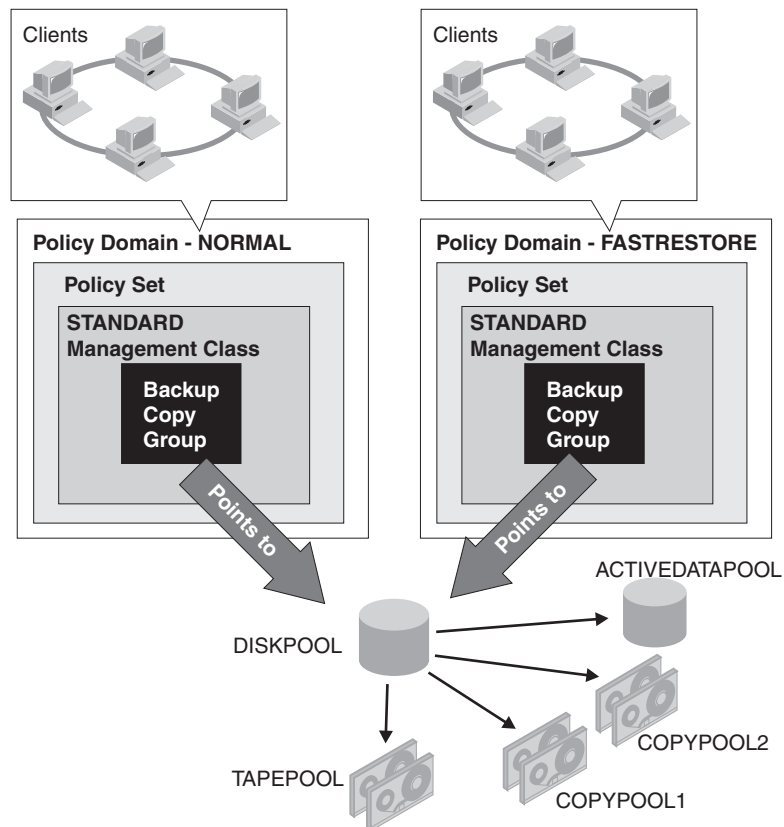 Clients
Clients
Policy Domain - NORMAL
Policy Set
STANDARD
Management Class
Backup
Copy
Group
Points to
Policy Domain - FASTRESTORE
Policy Set
STANDARD
Management Class
Backup
Copy
Group
Points to
ACTIVEDATAPOOL
DISKPOOL
COPYPOOL2
TAPEPOOL
COPYPOOL1